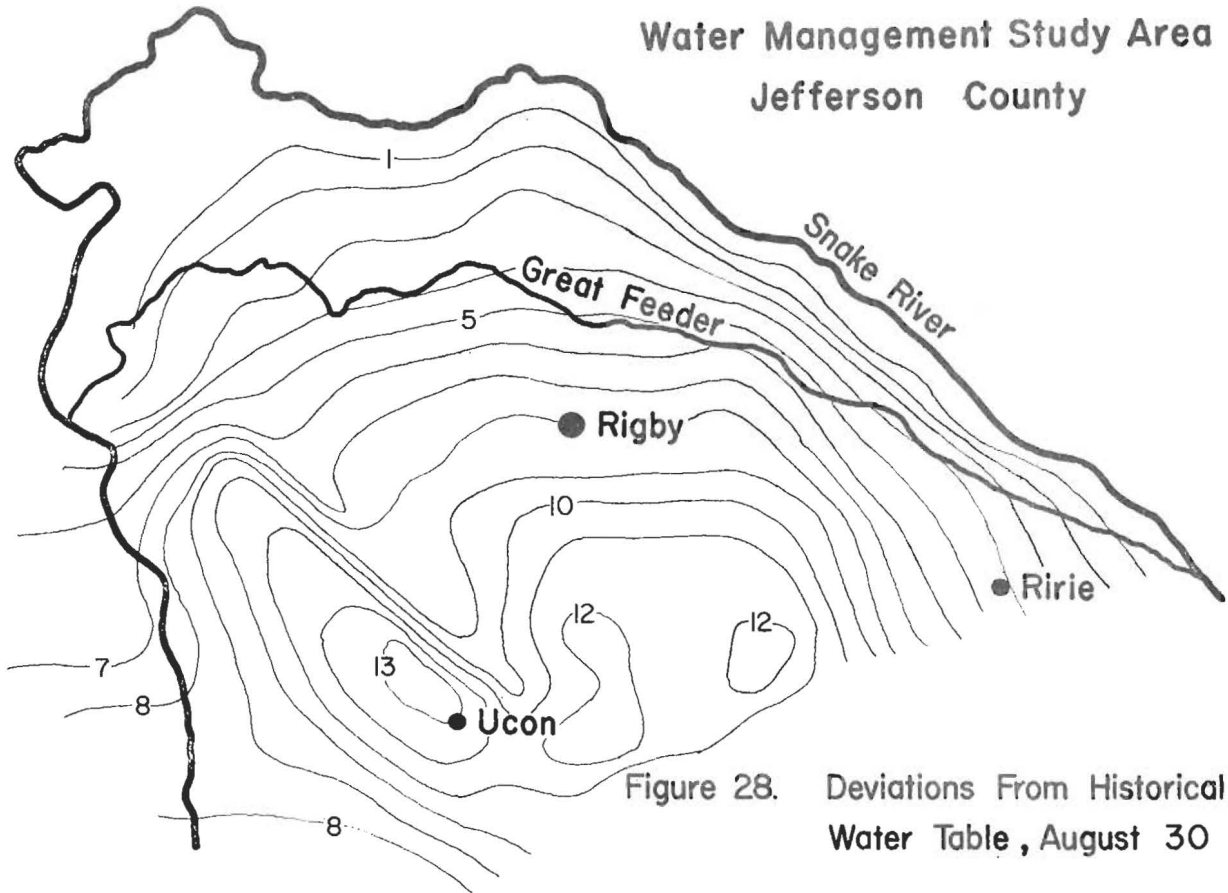 Water Management Study Area
Jefferson County
1
Snake River
Great Feeder
5
Rigby
10
Ririe
12
12
7
13
8
Ucon
Figure 28. Deviations From Historical
Water Table, August 30
8